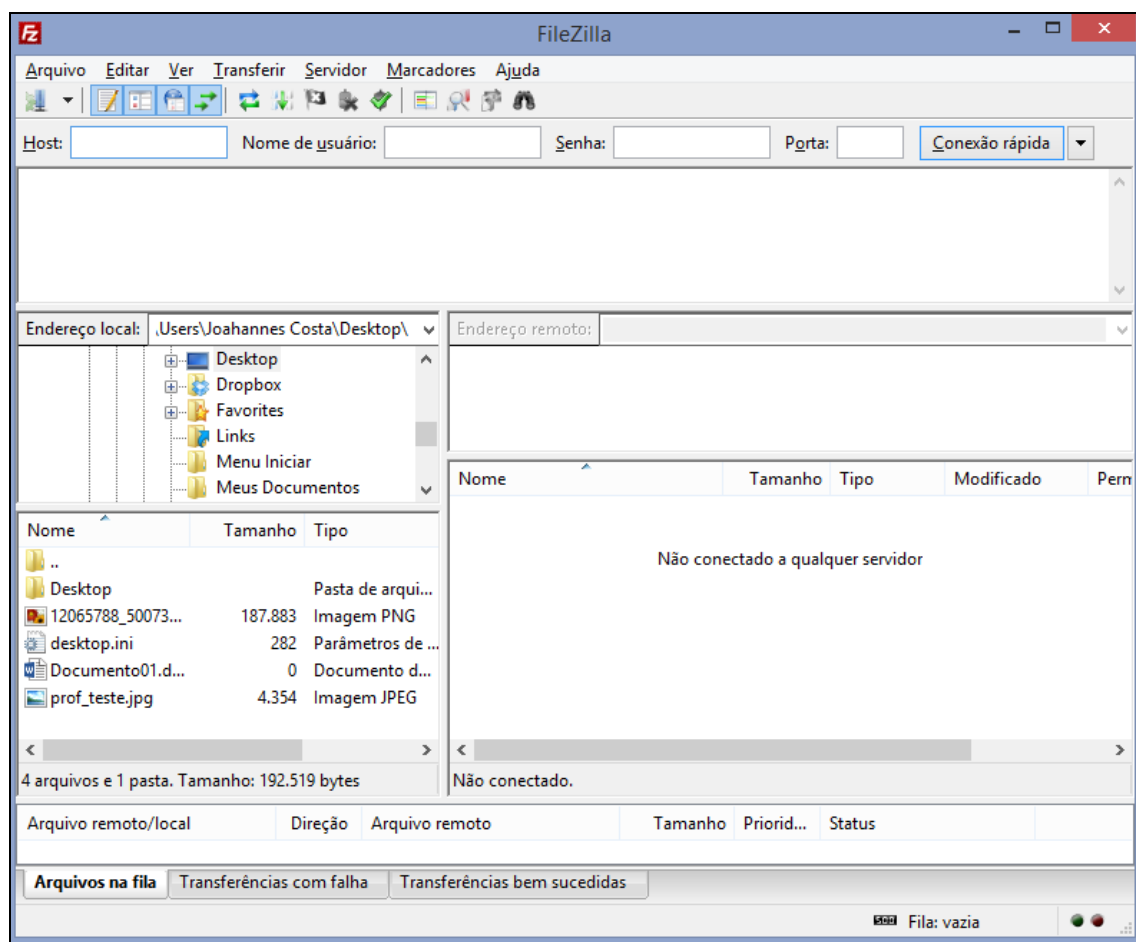 FileZilla
Arquivo Editar Ver Transferir Servidor Marcadores Ajuda
Host: Nome de usuário: Senha: Porta: Conexão rápida
Endereço local: \Users\Joahannes Costa\Desktop\
Desktop
Dropbox
Favorites
Links
Menu Iniciar
Meus Documentos
Nome Tamanho Tipo
..
Desktop Pasta de arqui...
12065788_50073... 187.883 Imagem PNG
desktop.ini 282 Parâmetros de ...
Documento01.d... 0 Documento d...
prof_teste.jpg 4.354 Imagem JPEG
4 arquivos e 1 pasta. Tamanho: 192.519 bytes
Endereço remoto:
Nome Tamanho Tipo Modificado Perm
Não conectado a qualquer servidor
Não conectado.
Arquivo remoto/local Direção Arquivo remoto Tamanho Priorid... Status
Arquivos na fila Transferências com falha Transferências bem sucedidas
Fila: vazia